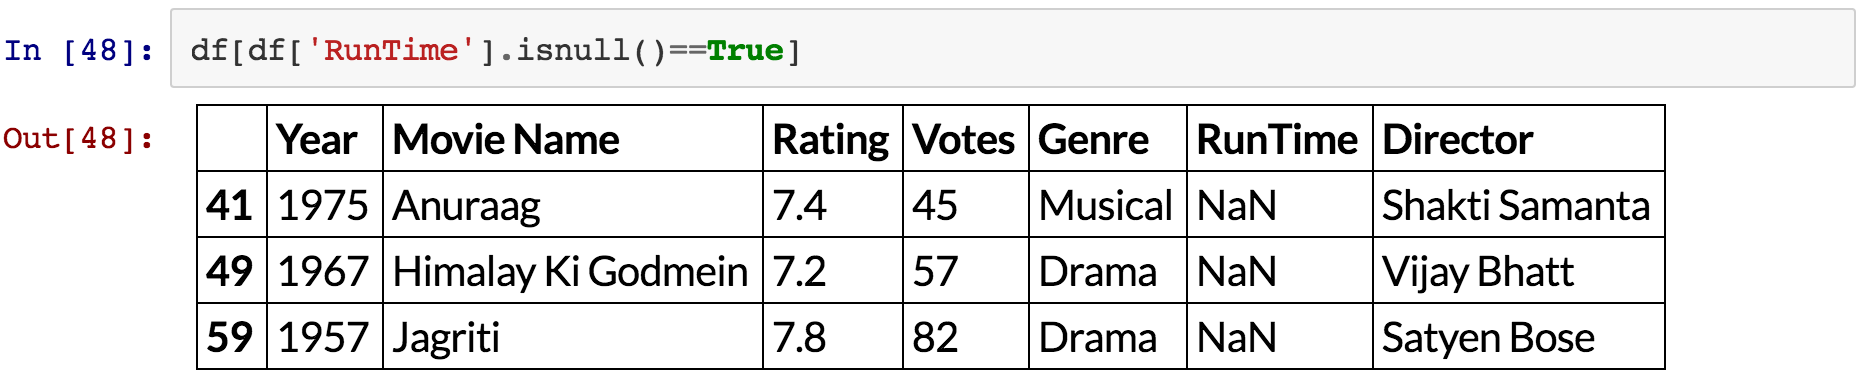 In [48]: df[df['RunTime'].isnull()==True]
Out[48]:
Year Movie Name Rating Votes Genre RunTime Director
41 1975 Anuraag 7.4 45 Musical NaN Shakti Samanta
49 1967 Himalay Ki Godmein 7.2 57 Drama NaN Vijay Bhatt
59 1957 Jagriti 7.8 82 Drama NaN Satyen Bose